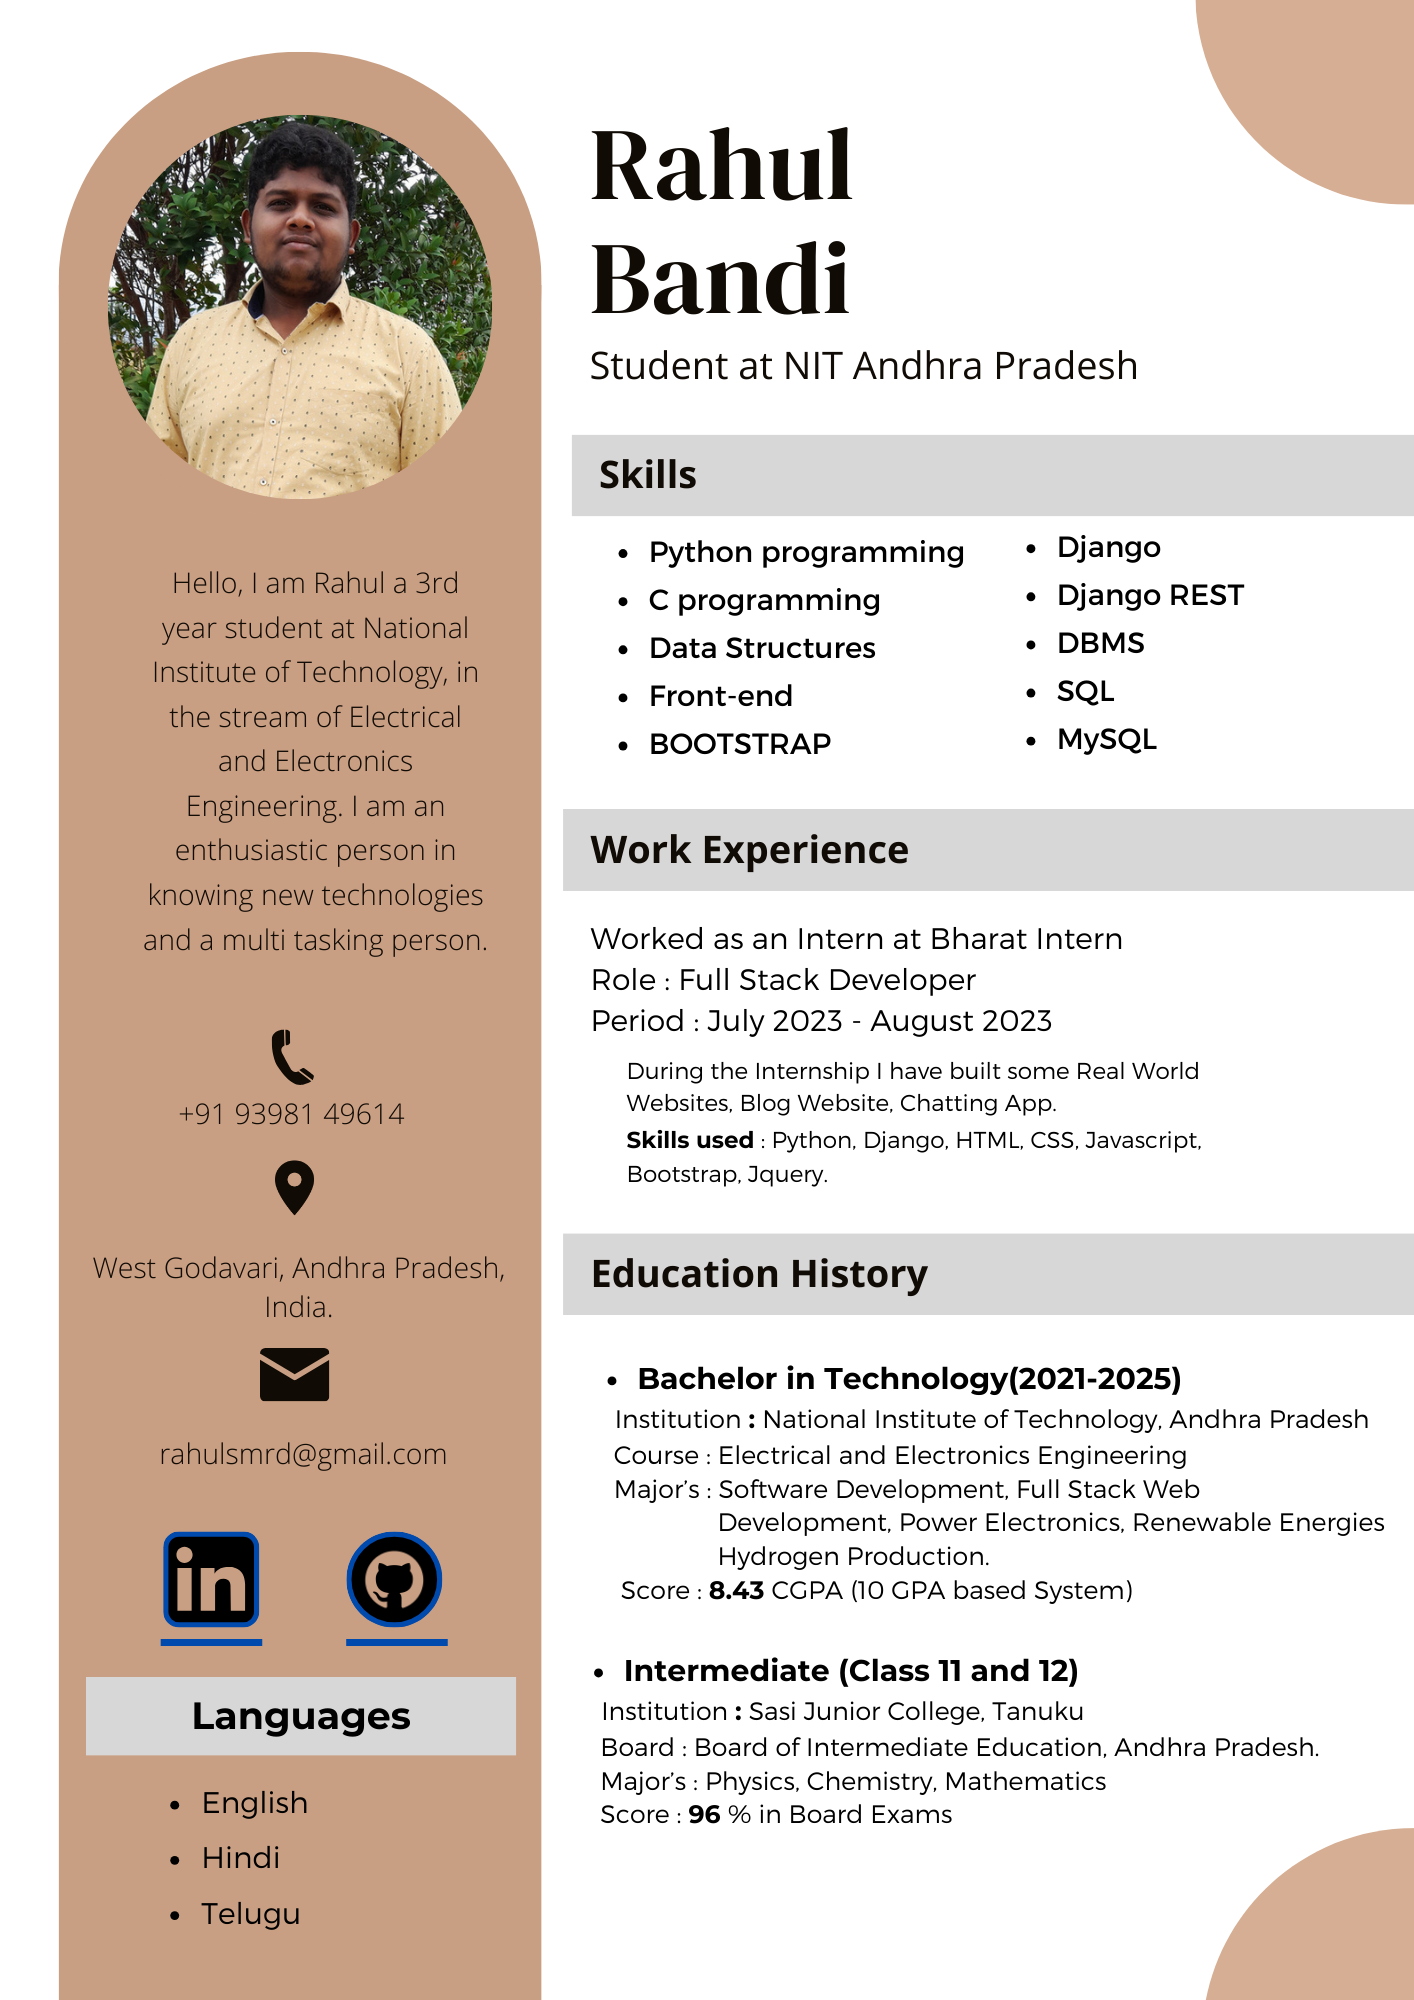 Rahul
Bandi
Student at NIT Andhra Pradesh
Hello, I am Rahul a 3rd
year student at National
Institute of Technology, in
the stream of Electrical
and Electronics
Engineering. I am an
enthusiastic person in
knowing new technologies
and a multi tasking person.
+91 93981 49614
West Godavari, Andhra Pradesh,
India.
rahulsmrd@gmail.com
in
Languages
• English
• Hindi
• Telugu
Skills
• Python programming
• C programming
• Data Structures
• Front-end
• BOOTSTRAP
• Django
• Django REST
• DBMS
• SQL
• MySQL
Work Experience
Worked as an Intern at Bharat Intern
Role : Full Stack Developer
Period : July 2023 - August 2023
During the Internship I have built some Real World
Websites, Blog Website, Chatting App.
Skills used : Python, Django, HTML, CSS, Javascript,
Bootstrap, Jquery.
Education History
• Bachelor in Technology(2021-2025)
Institution : National Institute of Technology, Andhra Pradesh
Course : Electrical and Electronics Engineering
Major’s : Software Development, Full Stack Web
Development, Power Electronics, Renewable Energies
Hydrogen Production.
Score : 8.43 CGPA (10 GPA based System)
• Intermediate (Class 11 and 12)
Institution : Sasi Junior College, Tanuku
Board : Board of Intermediate Education, Andhra Pradesh.
Major’s : Physics, Chemistry, Mathematics
Score : 96 % in Board Exams